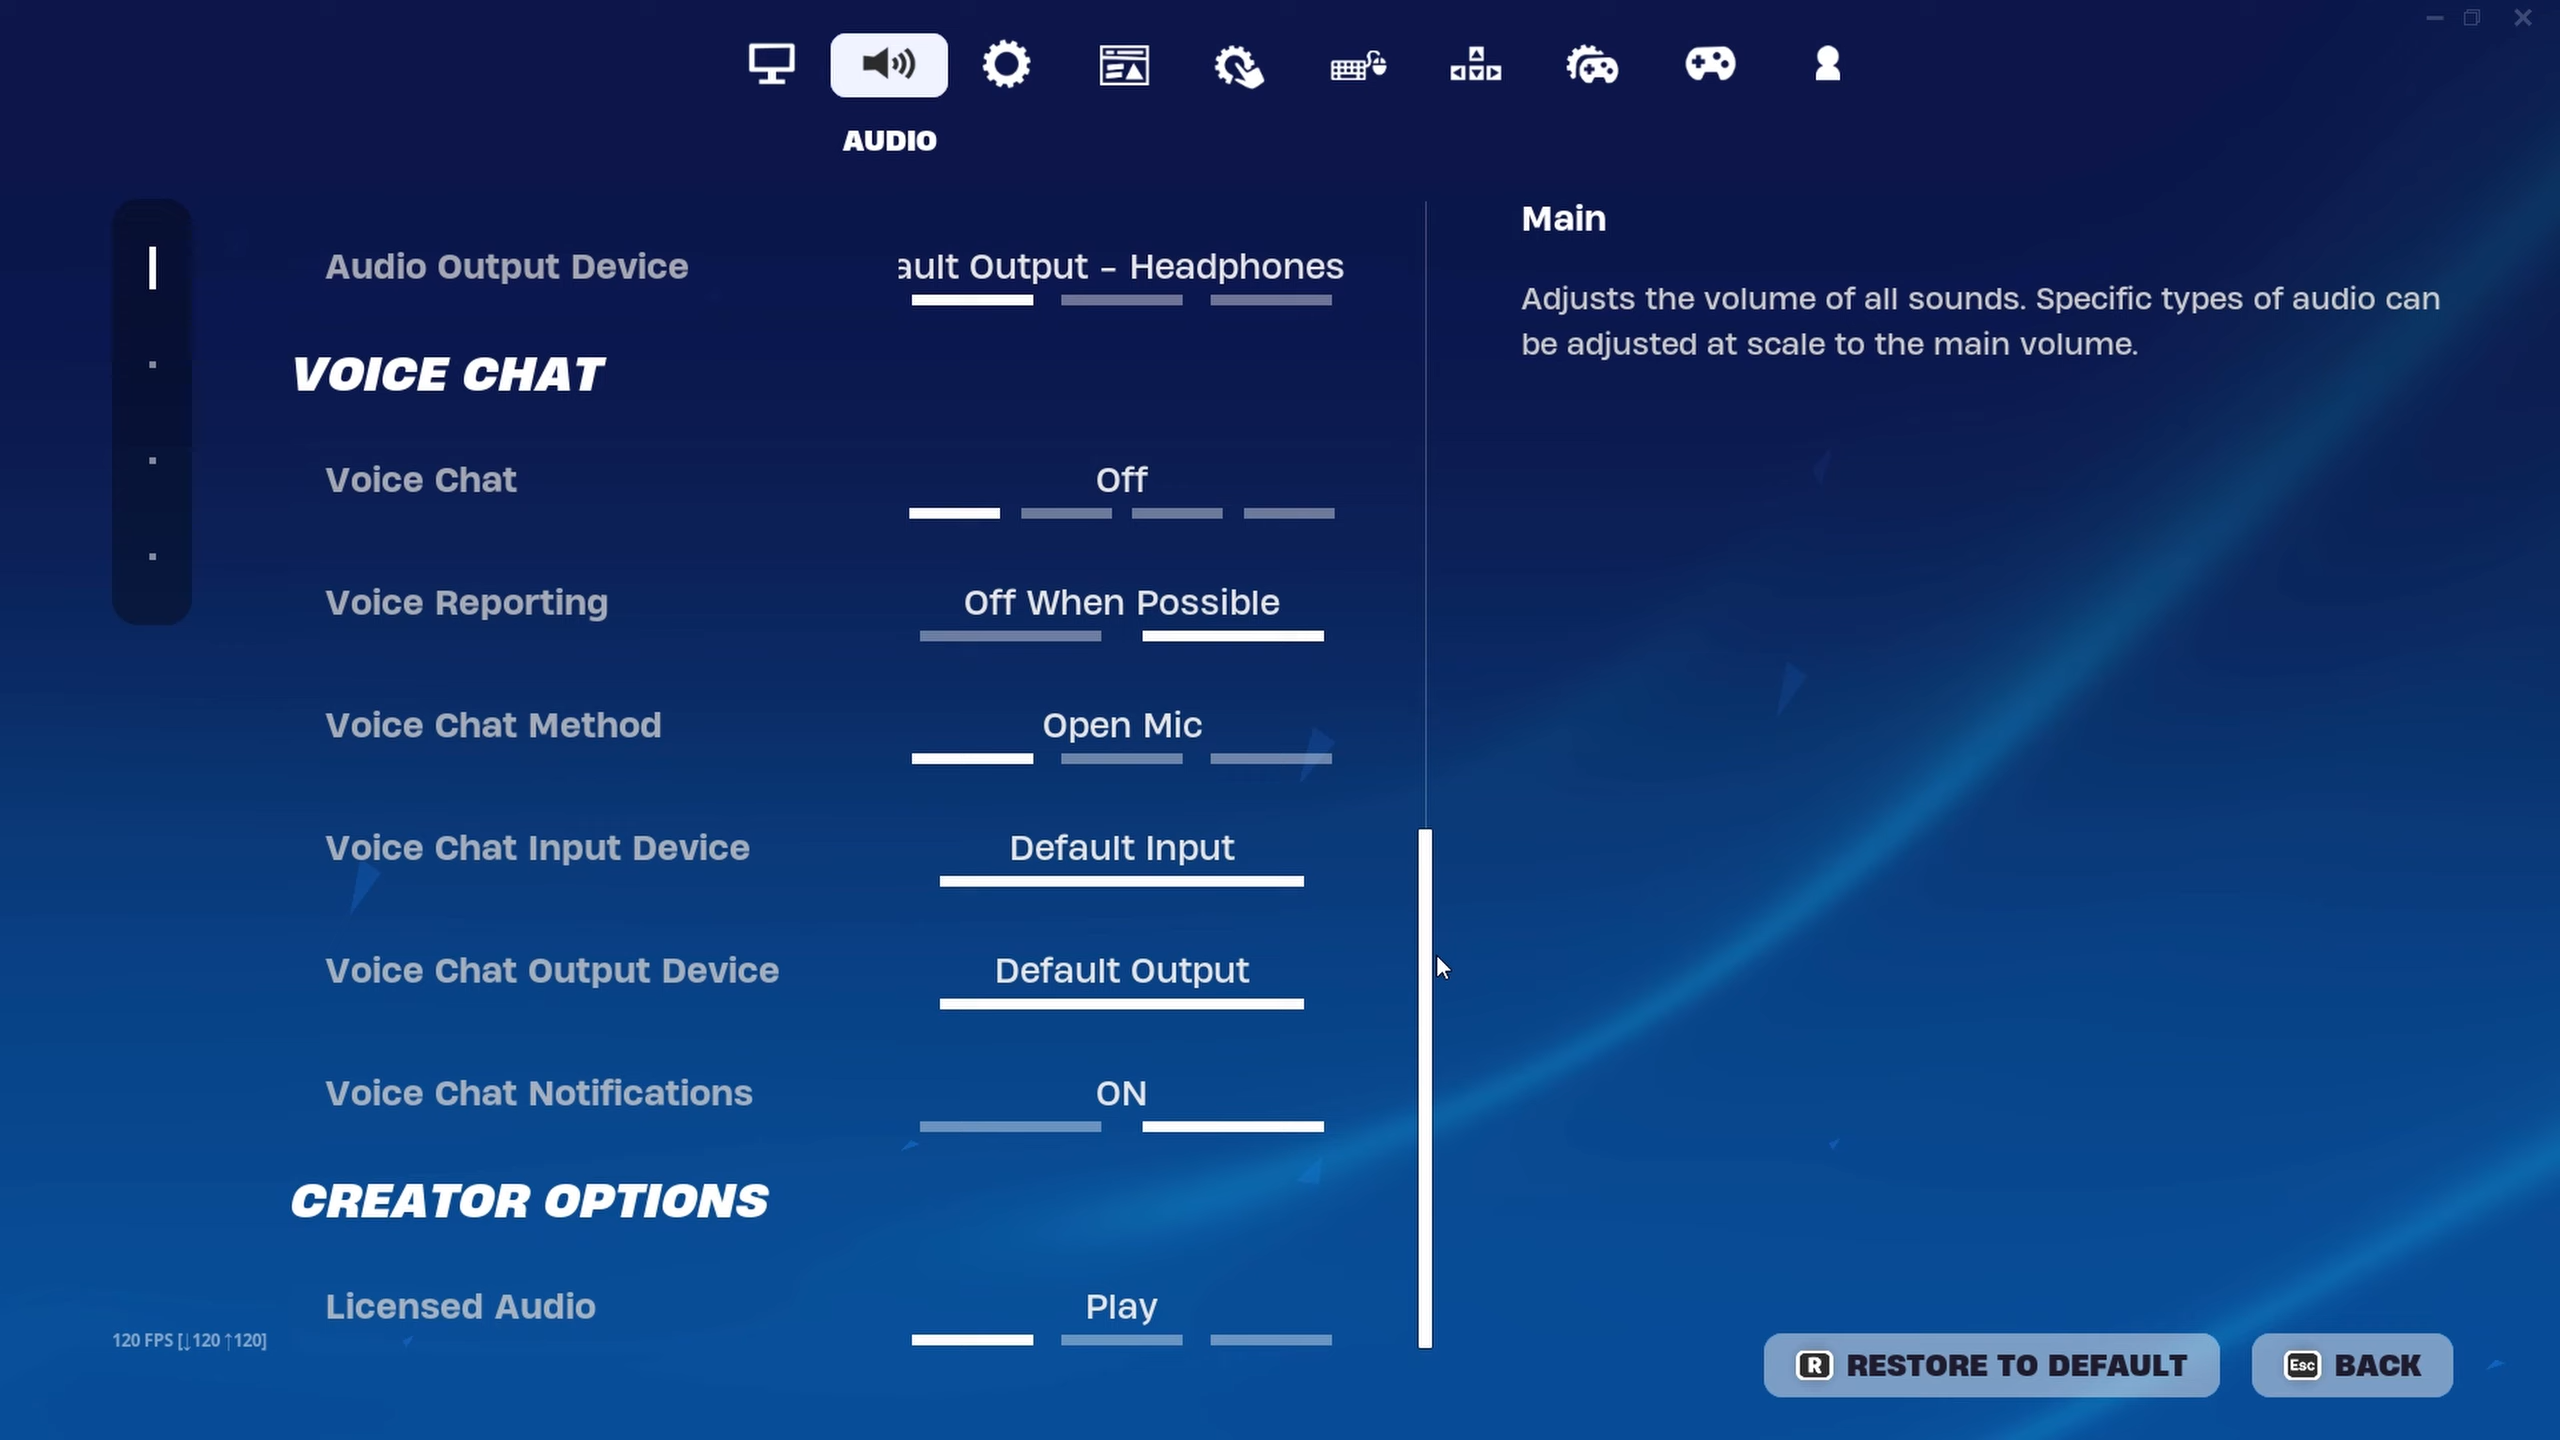 AUDIO
Audio Output Device
ault Output - Headphones
VOICE CHAT
Voice Chat
Off
Voice Reporting
Off When Possible
Voice Chat Method
Open Mic
Voice Chat Input Device
Default Input
Voice Chat Output Device
Default Output
Voice Chat Notifications
ON
CREATOR OPTIONS
Licensed Audio
Play
Main
Adjusts the volume of all sounds. Specific types of audio can
be adjusted at scale to the main volume.
120 FPS [↓120 ↑120]
R RESTORE TO DEFAULT
Esc BACK